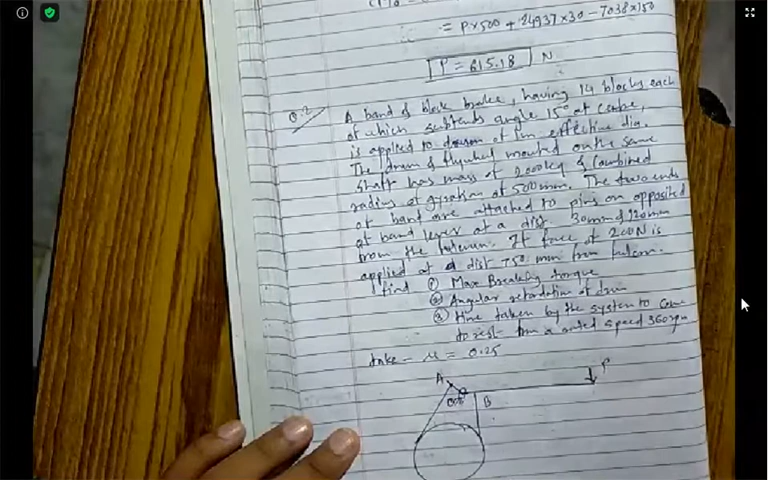 = P×500 + 24937×30 - 7038×150
P = 615.18 N
Q.2 A band & block brake, having 14 blocks each
of which subtends angle 15° at centre,
is applied to drum of 1m effective dia.
The drum & flywheel mounted on the same
shaft has mass of 2000kg & combined
radius of gyration of 500mm. The two ends
of band are attached to pins on opposite
of band lever at a dist. 30mm & 120mm
from the fulcrum. If force of 200N is
applied at a dist 750 mm from fulcrum.
find ① Max Breaking torque
② Angular retardation of drum
③ time taken by the system to come
to rest from a rated speed 360rpm
take - μ = 0.25
A
P
B